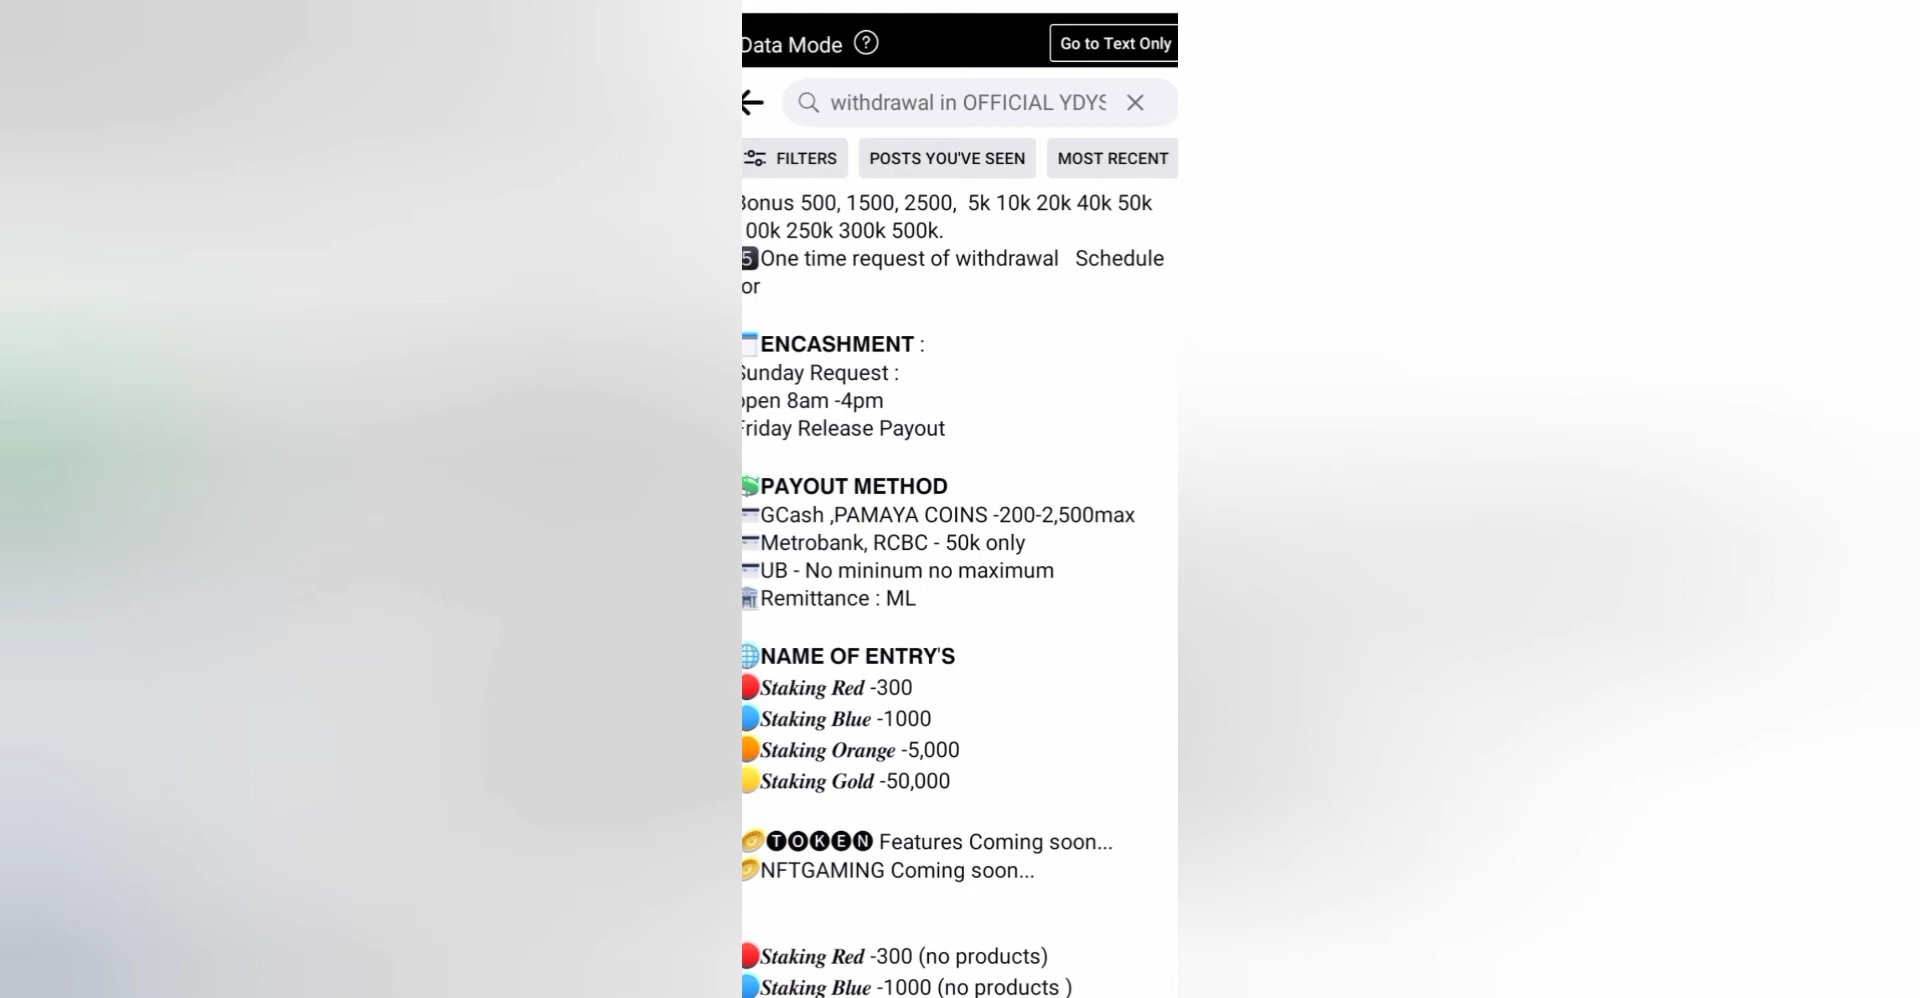 Data Mode ?
Go to Text Only
withdrawal in OFFICIAL YDYS
FILTERS
POSTS YOU'VE SEEN
MOST RECENT
Bonus 500, 1500, 2500, 5k 10k 20k 40k 50k
00k 250k 300k 500k.
5 One time request of withdrawal Schedule
or
ENCASHMENT :
Sunday Request :
open 8am -4pm
Friday Release Payout
PAYOUT METHOD
GCash ,PAMAYA COINS -200-2,500max
Metrobank, RCBC - 50k only
UB - No mininum no maximum
Remittance : ML
NAME OF ENTRY'S
Staking Red -300
Staking Blue -1000
Staking Orange -5,000
Staking Gold -50,000
TOKEN Features Coming soon...
NFTGAMING Coming soon...
Staking Red -300 (no products)
Staking Blue -1000 (no products )